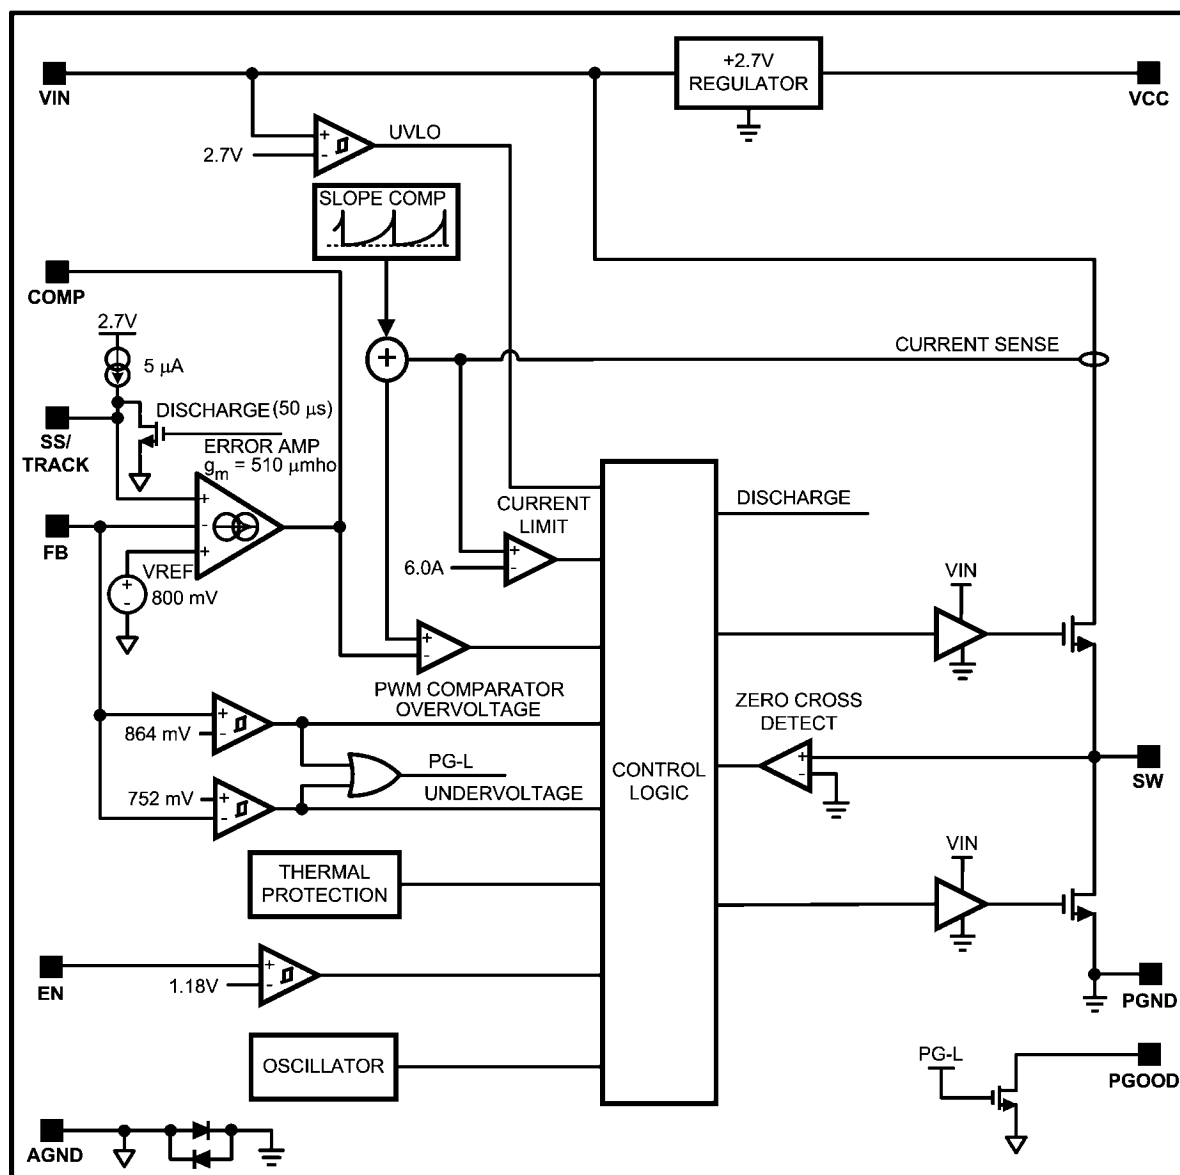 +2.7V
REGULATOR
VIN
VCC
UVLO
+
-
2.7V
SLOPE COMP
COMP
2.7V
5 μA
+
CURRENT SENSE
DISCHARGE (50 μs)
SS/
TRACK
ERROR AMP
gm = 510 μmho
+
-
+
FB
VREF
+
-
800 mV
CURRENT
LIMIT
+
-
6.0A
DISCHARGE
VIN
+
-
PWM COMPARATOR
OVERVOLTAGE
+
-
864 mV
PG-L
ZERO CROSS
DETECT
+
-
SW
CONTROL
LOGIC
752 mV
+
-
UNDERVOLTAGE
VIN
THERMAL
PROTECTION
EN
+
-
1.18V
PGND
OSCILLATOR
PG-L
PGOOD
AGND